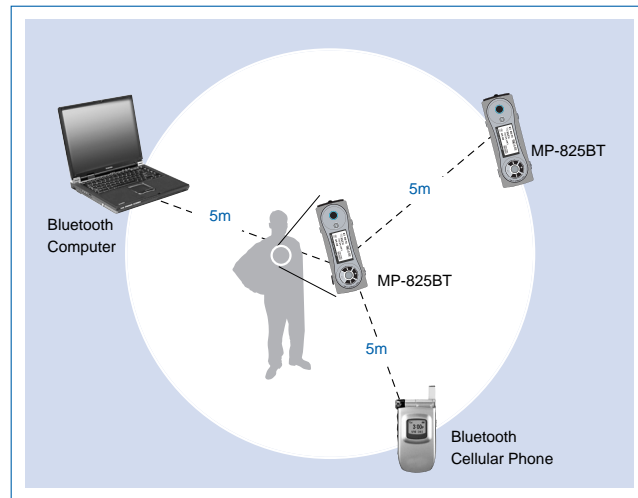 MP-825BT
5m
5m
Bluetooth
Computer
MP-825BT
5m
Bluetooth
Cellular Phone